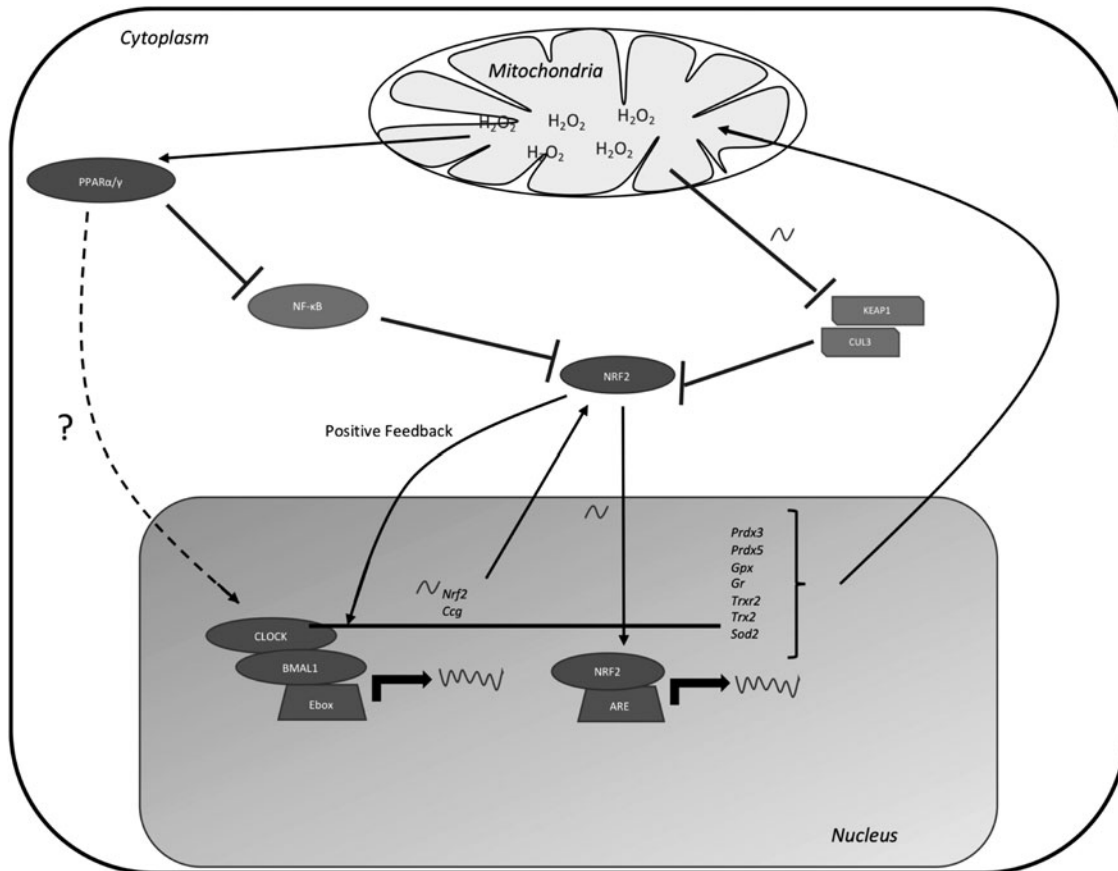 Cytoplasm
Mitochondria
H₂O₂
H₂O₂
H₂O₂
H₂O₂
H₂O₂
PPARα/γ
NF-κB
KEAP1
CUL3
NRF2
?
Positive Feedback
Nrf2
Ccg
Prdx3
Prdx5
Gpx
Gr
Trxr2
Trx2
Sod2
CLOCK
BMAL1
Ebox
NRF2
ARE
Nucleus